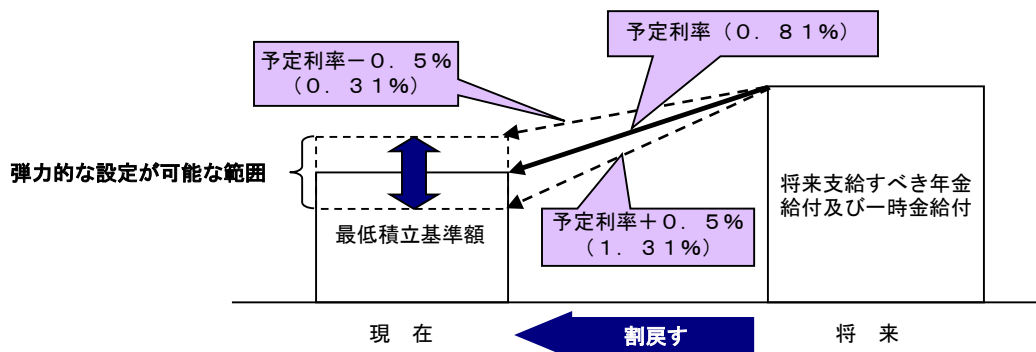 予定利率（０．８１％）
予定利率－０．５％
（０．３１％）
弾力的な設定が可能な範囲
将来支給すべき年金
給付及び一時金給付
最低積立基準額
予定利率＋０．５％
（１．３１％）
現　在
割戻す
将　来